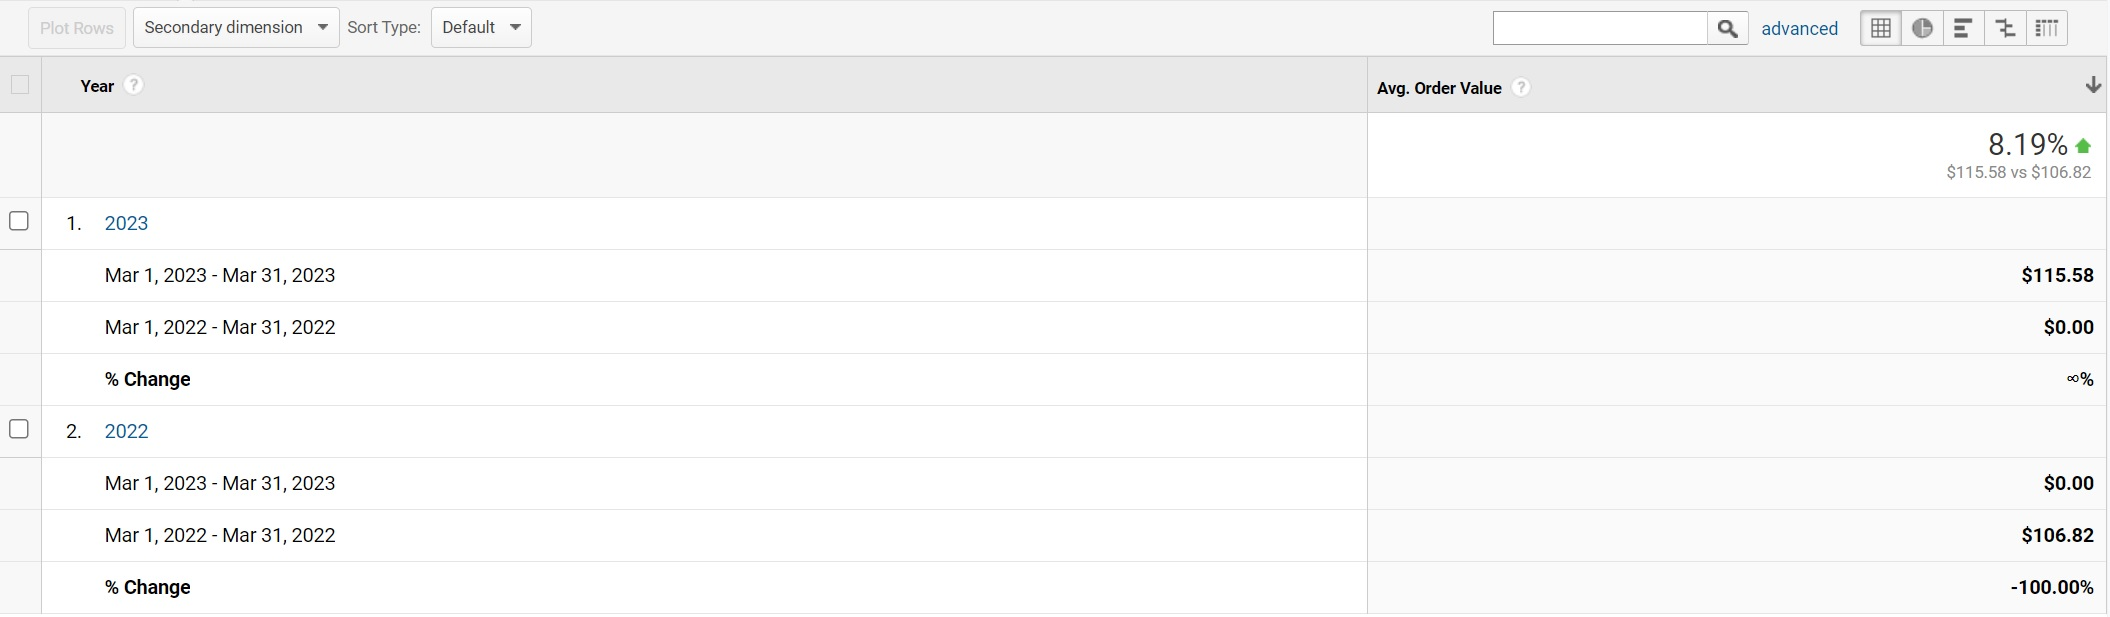 Plot Rows Secondary dimension Sort Type: Default advanced
Year ? Avg. Order Value ?
8.19%
$115.58 vs $106.82
1. 2023
Mar 1, 2023 - Mar 31, 2023 $115.58
Mar 1, 2022 - Mar 31, 2022 $0.00
% Change ∞%
2. 2022
Mar 1, 2023 - Mar 31, 2023 $0.00
Mar 1, 2022 - Mar 31, 2022 $106.82
% Change -100.00%